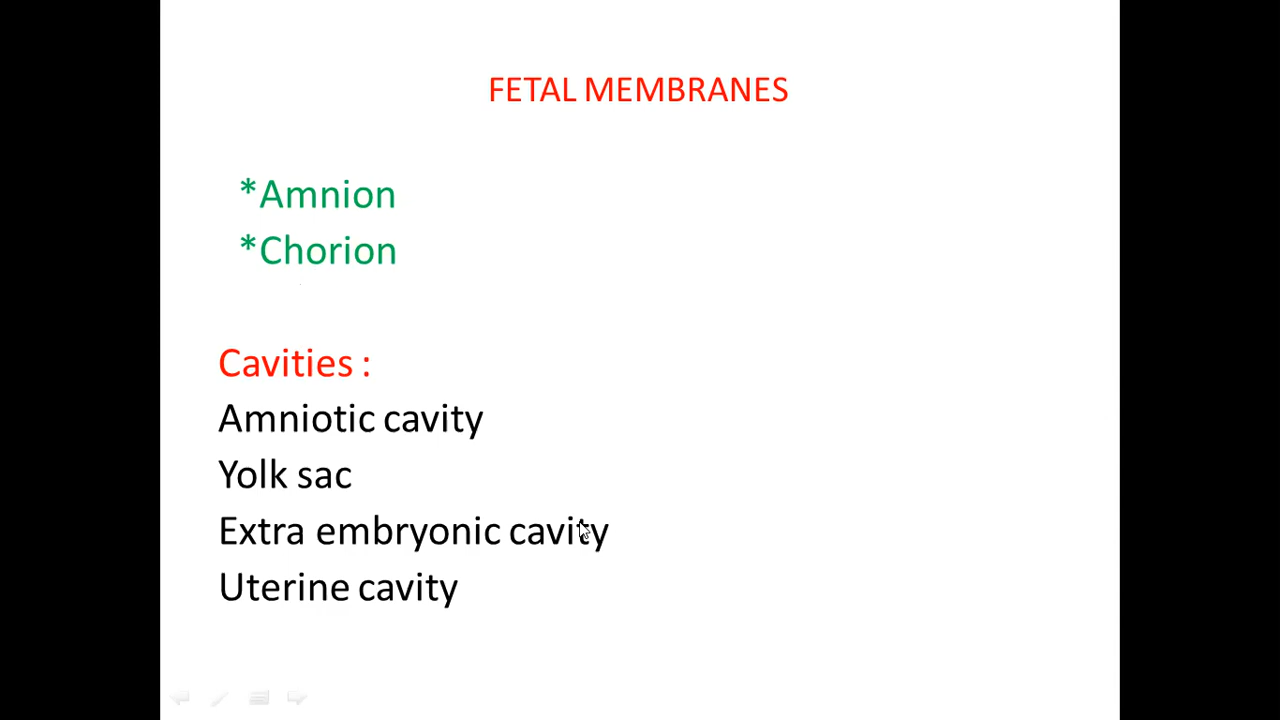 FETAL MEMBRANES
*Amnion
*Chorion
Cavities :
Amniotic cavity
Yolk sac
Extra embryonic cavity
Uterine cavity